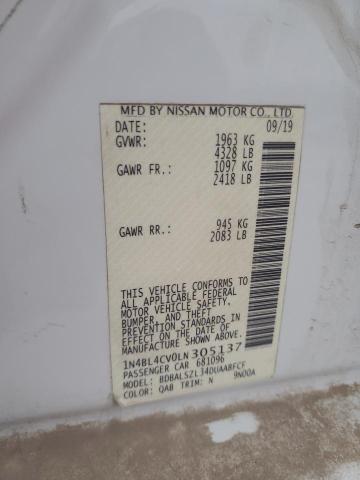 MFD BY NISSAN MOTOR CO., LTD.
DATE: 09/19
GVWR: 1963 KG
4328 LB
GAWR FR.: 1097 KG
2418 LB
GAWR RR.: 945 KG
2083 LB
THIS VEHICLE CONFORMS TO
ALL APPLICABLE FEDERAL
MOTOR VEHICLE SAFETY,
BUMPER, AND THEFT
PREVENTION STANDARDS IN
EFFECT ON THE DATE OF
MANUFACTURE SHOWN ABOVE
1N4BL4CV0LN305137
PASSENGER CAR 681096
MODEL: BDBALSZL34DUAABFCF
COLOR: QAB TRIM: N 9N00A